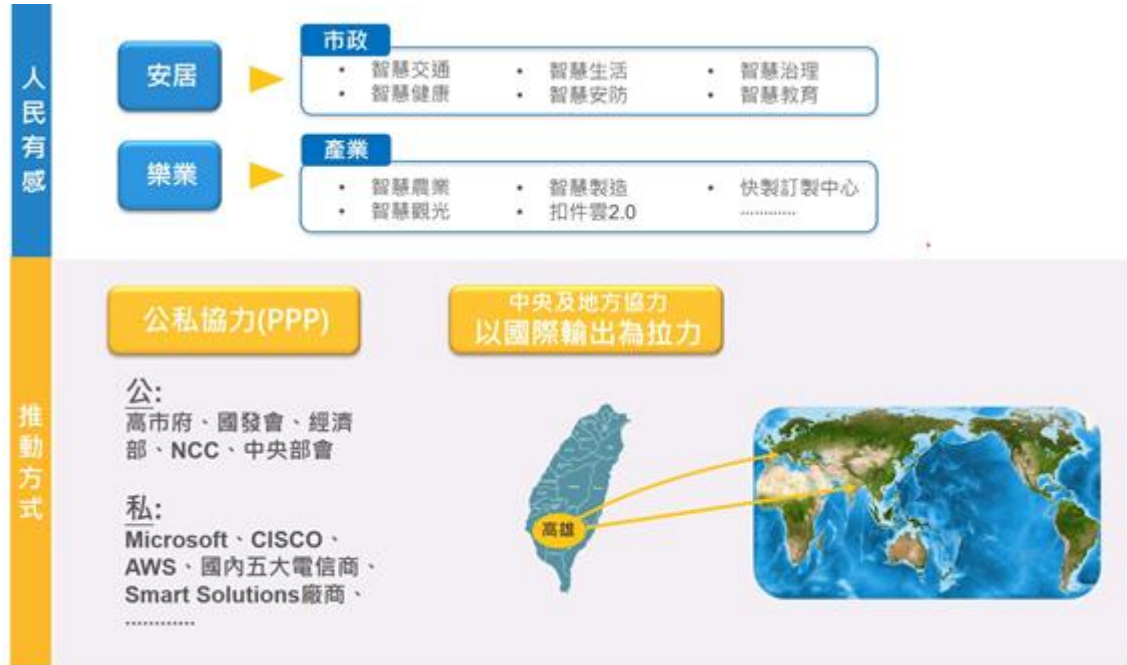 人民有感
安居
市政
• 智慧交通 • 智慧生活 • 智慧治理
• 智慧健康 • 智慧安防 • 智慧教育
樂業
產業
• 智慧農業 • 智慧製造 • 快製訂製中心
• 智慧觀光 • 扣件雲2.0 ............
推動方式
公私協力(PPP)
公:
高市府、國發會、經濟
部、NCC、中央部會
私:
Microsoft、CISCO、
AWS、國內五大電信商、
Smart Solutions廠商、
............
中央及地方協力
以國際輸出為拉力
高雄